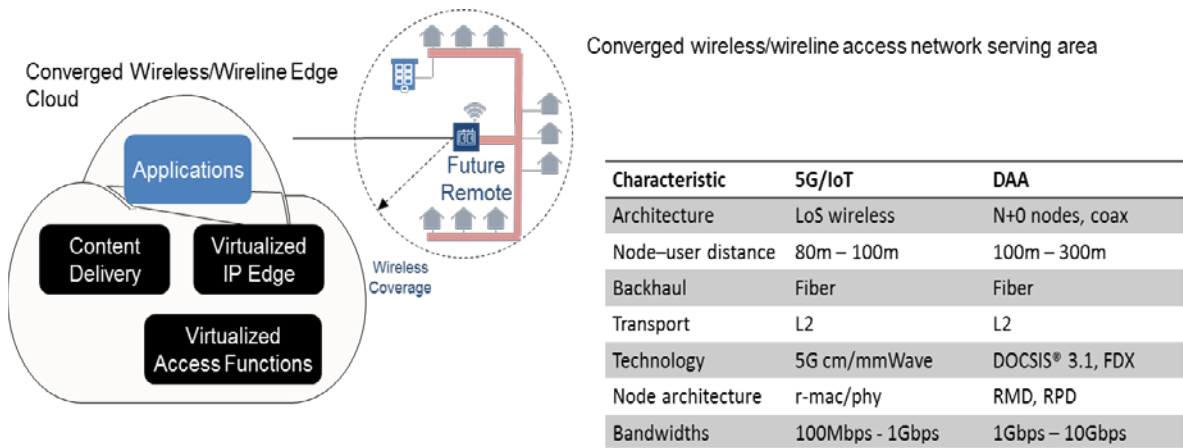 Converged wireless/wireline access network serving area
Converged Wireless/Wireline Edge
Cloud
Applications
Content
Delivery
Virtualized
IP Edge
Virtualized
Access Functions
Future
Remote
Wireless
Coverage
Characteristic 5G/IoT DAA
Architecture LoS wireless N+0 nodes, coax
Node–user distance 80m – 100m 100m – 300m
Backhaul Fiber Fiber
Transport L2 L2
Technology 5G cm/mmWave DOCSIS® 3.1, FDX
Node architecture r-mac/phy RMD, RPD
Bandwidths 100Mbps - 1Gbps 1Gbps – 10Gbps